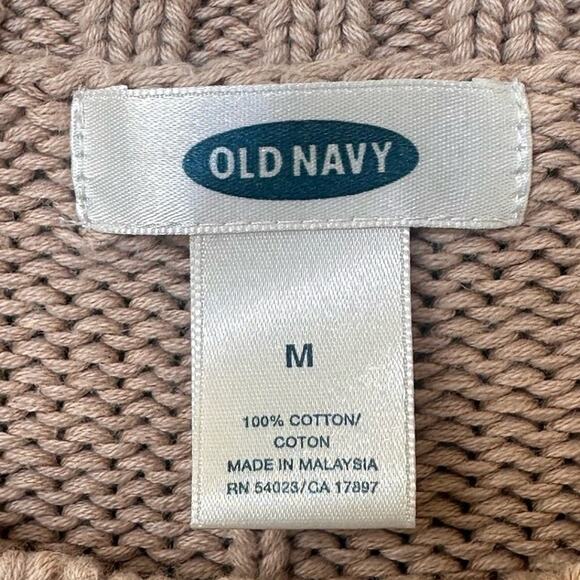 OLD NAVY
M
100% COTTON/
COTON
MADE IN MALAYSIA
RN 54023/CA 17897